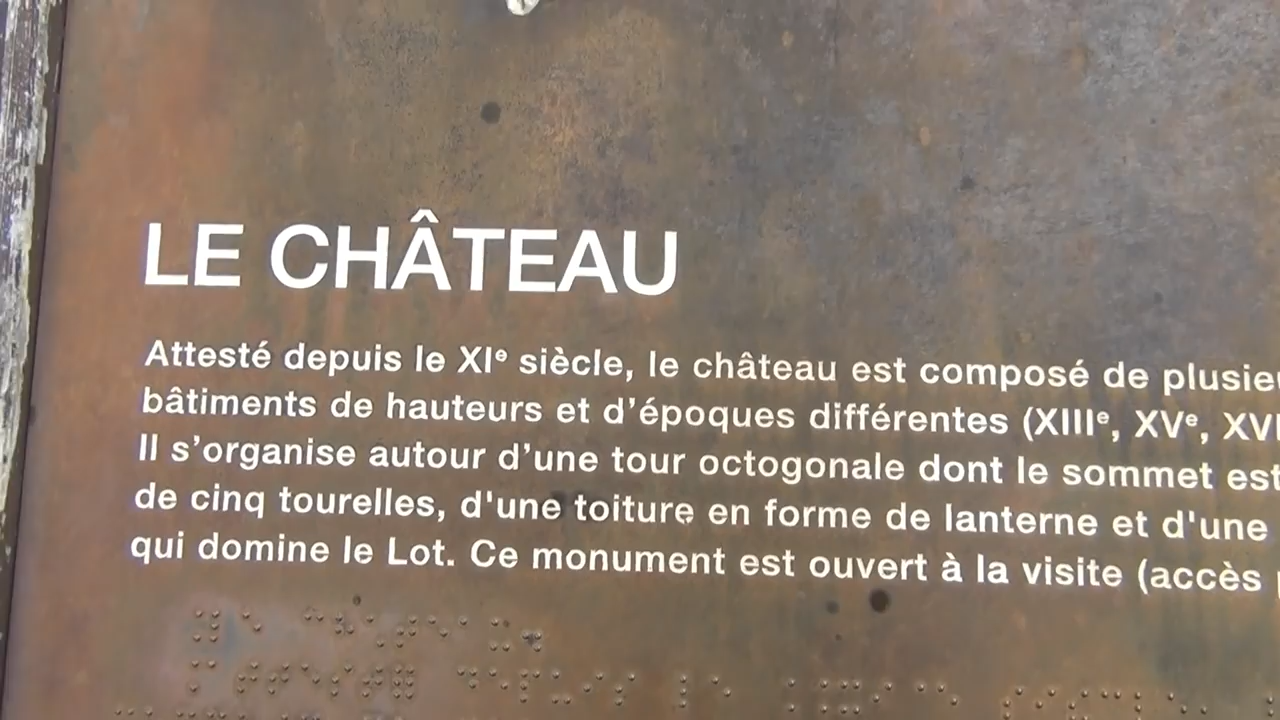 LE CHÂTEAU
Attesté depuis le XIᵉ siècle, le château est composé de
bâtiments de hauteurs et d’époques différentes (XIIIᵉ, XVᵉ,
Il s’organise autour d’une tour octogonale dont le sommet est
de cinq tourelles, d'une toiture en forme de lanterne et d'une
qui domine le Lot. Ce monument est ouvert à la visite (accès